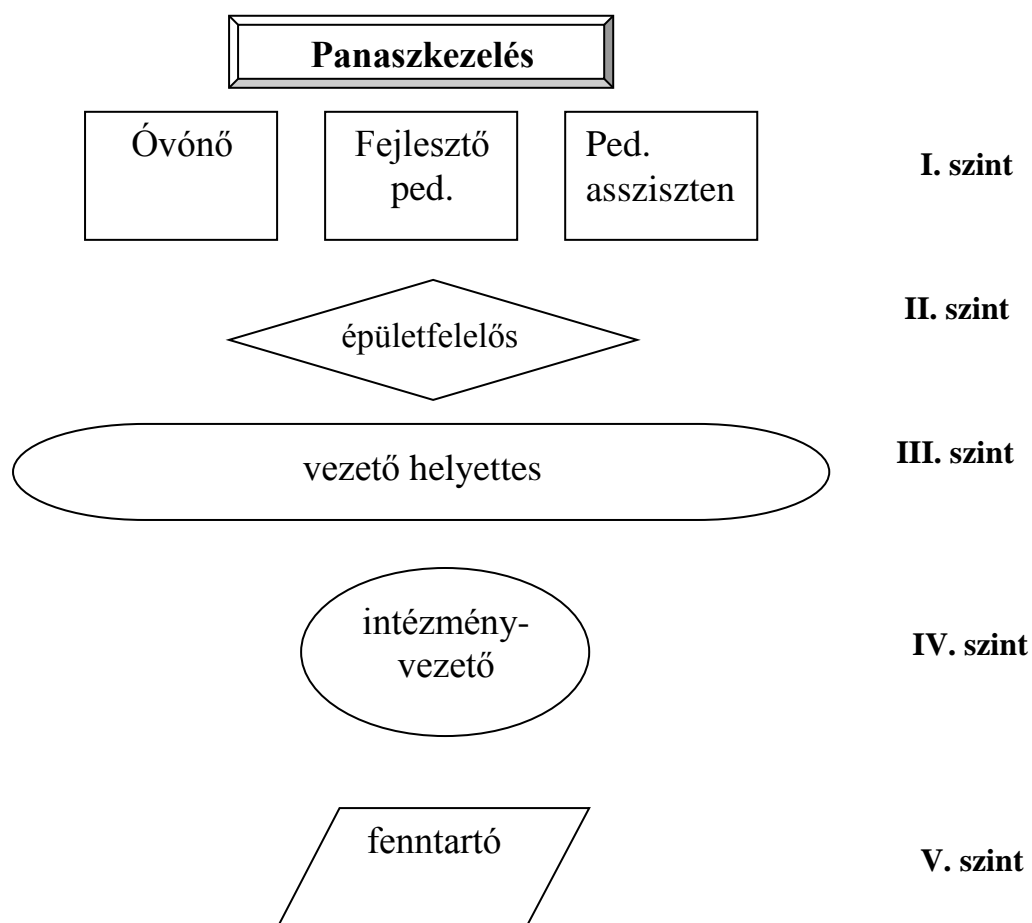 Panaszkezelés
Óvónő
Fejlesztő
ped.
Ped.
assziszten
I. szint
épületfelelős
II. szint
vezető helyettes
III. szint
intézmény-
vezető
IV. szint
fenntartó
V. szint